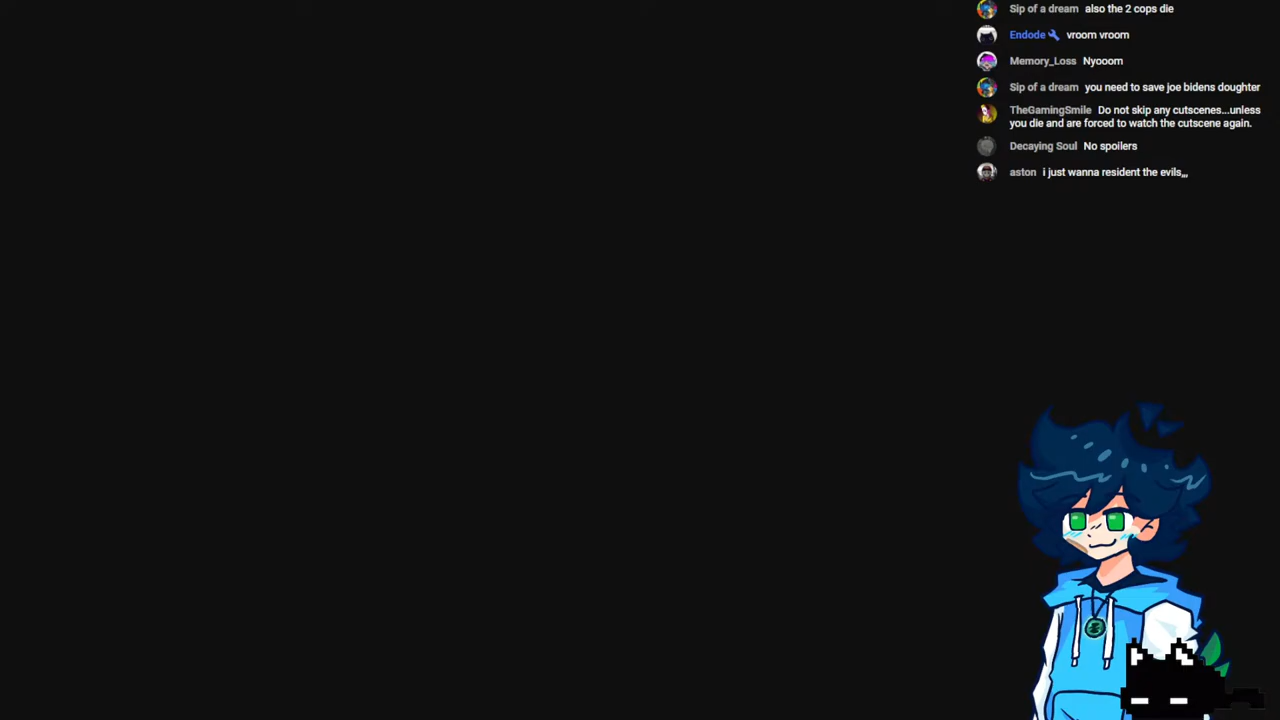 Sip of a dream also the 2 cops die
Endode vroom vroom
Memory_Loss Nyooom
Sip of a dream you need to save joe bidens doughter
TheGamingSmile Do not skip any cutscenes...unless
you die and are forced to watch the cutscene again.
Decaying Soul No spoilers
aston i just wanna resident the evils,,,